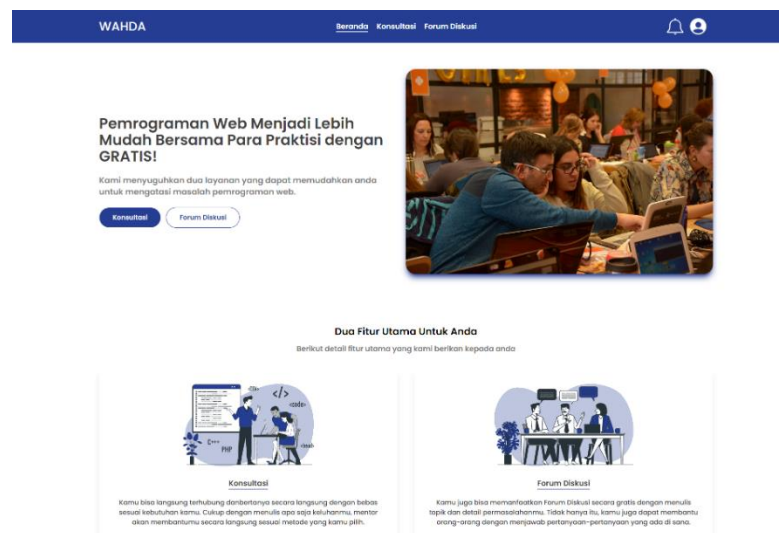 WAHDA
Beranda Konsultasi Forum Diskusi
Pemrograman Web Menjadi Lebih
Mudah Bersama Para Praktisi dengan
GRATIS!
Kami menyuguhkan dua layanan yang dapat memudahkan anda
untuk mengatasi masalah pemrograman web.
Konsultasi
Forum Diskusi
Dua Fitur Utama Untuk Anda
Berikut detail fitur utama yang kami berikan kepada anda
</>
C++
PHP
Konsultasi
Kamu bisa langsung terhubung danbertanya secara langsung dengan bebas
sesuai kebutuhan kamu. Cukup dengan menulis apa saja keluhanmu, mentor
akan membantumu secara langsung sesuai metode yang kamu pilih.
Forum Diskusi
Kamu juga bisa memanfaatkan Forum Diskusi secara gratis dengan menulis
topik dan detail permasalahanmu. Tidak hanya itu, kamu juga dapat membantu
orang-orang dengan menjawab pertanyaan-pertanyaan yang ada di sana.